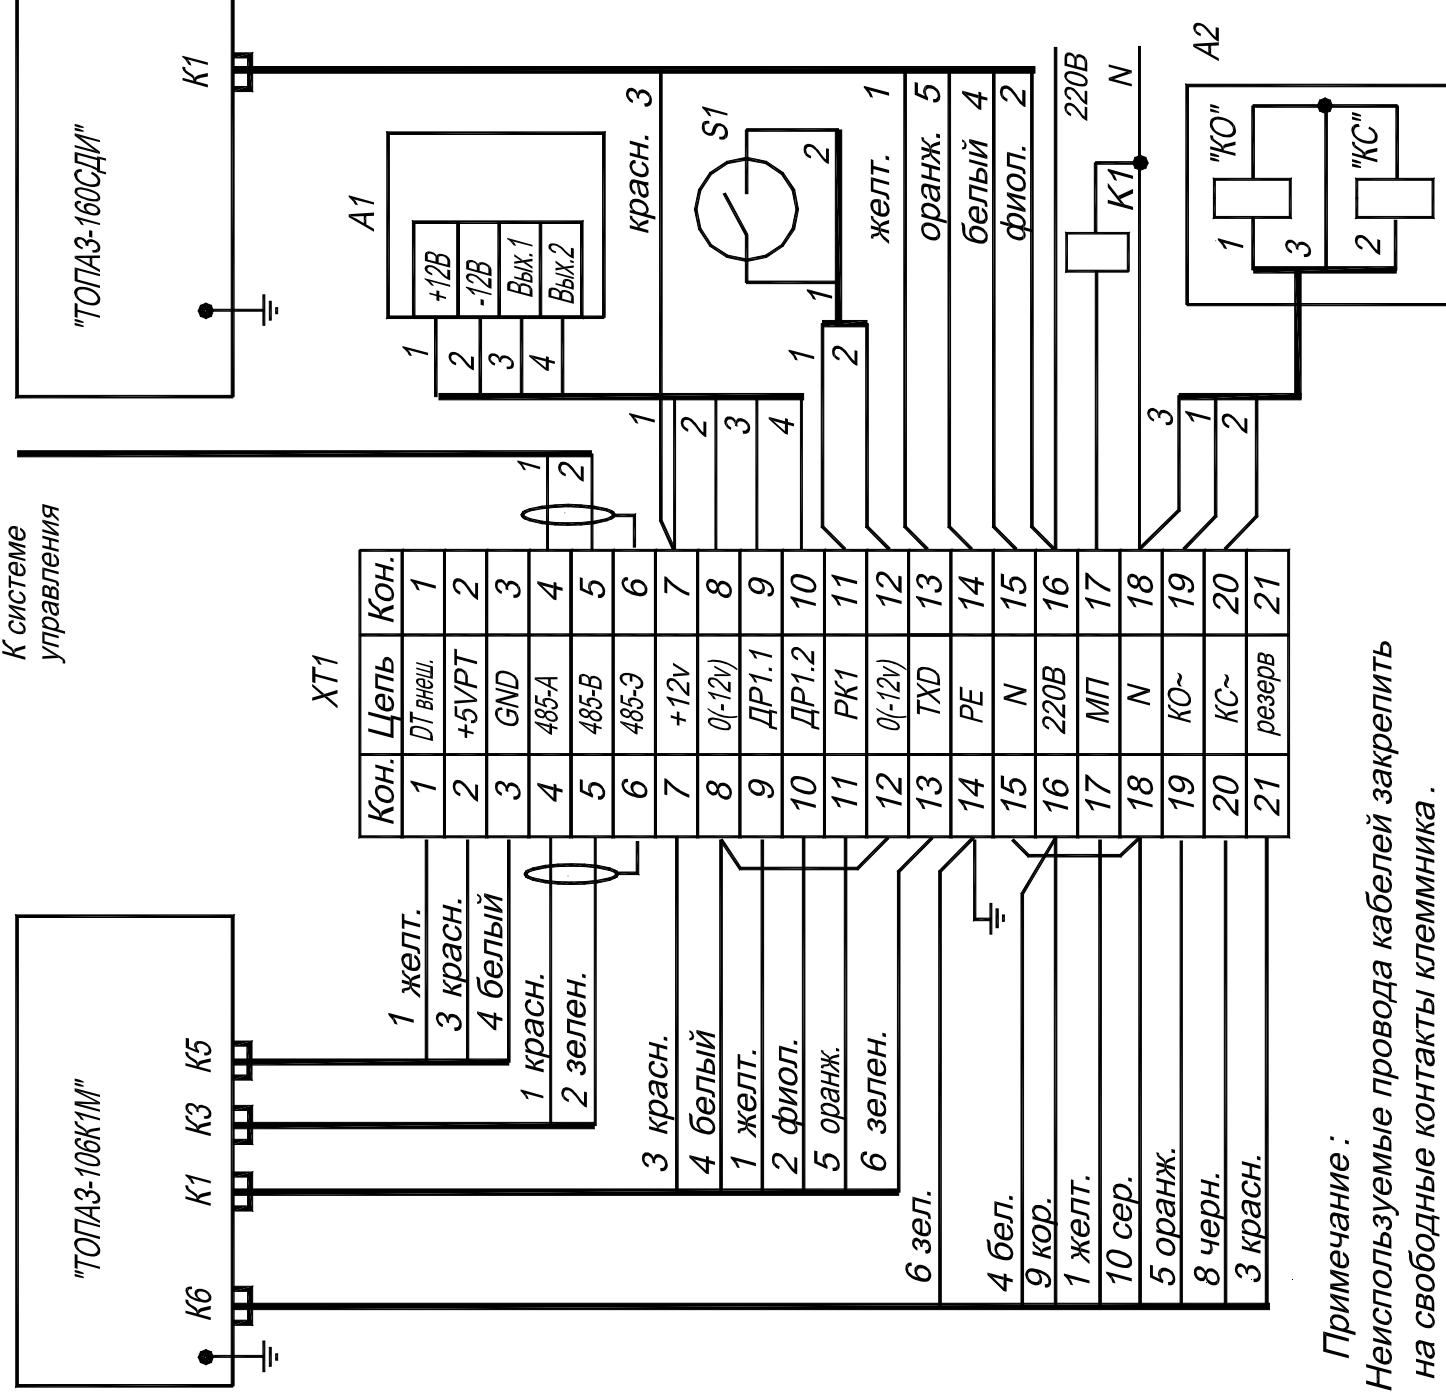 "ТОПАЗ-106К1М"
К6
К1
К3
К5
1 желт.
3 красн.
4 белый
1 красн.
2 зелен.
3 красн.
4 белый
1 желт.
2 фиол.
5 оранж.
6 зелен.
6 зел.
4 бел.
9 кор.
1 желт.
10 сер.
5 оранж.
8 черн.
3 красн.
XT1
Кон. Цепь Кон.
1 DT внеш. 1
2 +5VPT 2
3 GND 3
4 485-A 4
5 485-В 5
6 485-Э 6
7 +12v 7
8 0(-12v) 8
9 ДР1.1 9
10 ДР1.2 10
11 РК1 11
12 0(-12v) 12
13 TXD 13
14 РЕ 14
15 N 15
16 220В 16
17 МП 17
18 N 18
19 КО~ 19
20 КС~ 20
21 резерв 21
К системе
управления
1
2
"ТОПАЗ-160СДИ"
К1
А1
+12В
-12В
Вых.1
Вых.2
1
2
3
4
1
2
3
4
красн. 3
S1
1
2
1
2
желт. 1
оранж. 5
белый 4
фиол. 2
220В
N
К1
А2
"КО"
"КС"
1
3
2
3
1
2
Примечание :
Неиспользуемые провода кабелей закрепить
на свободные контакты клеммника .